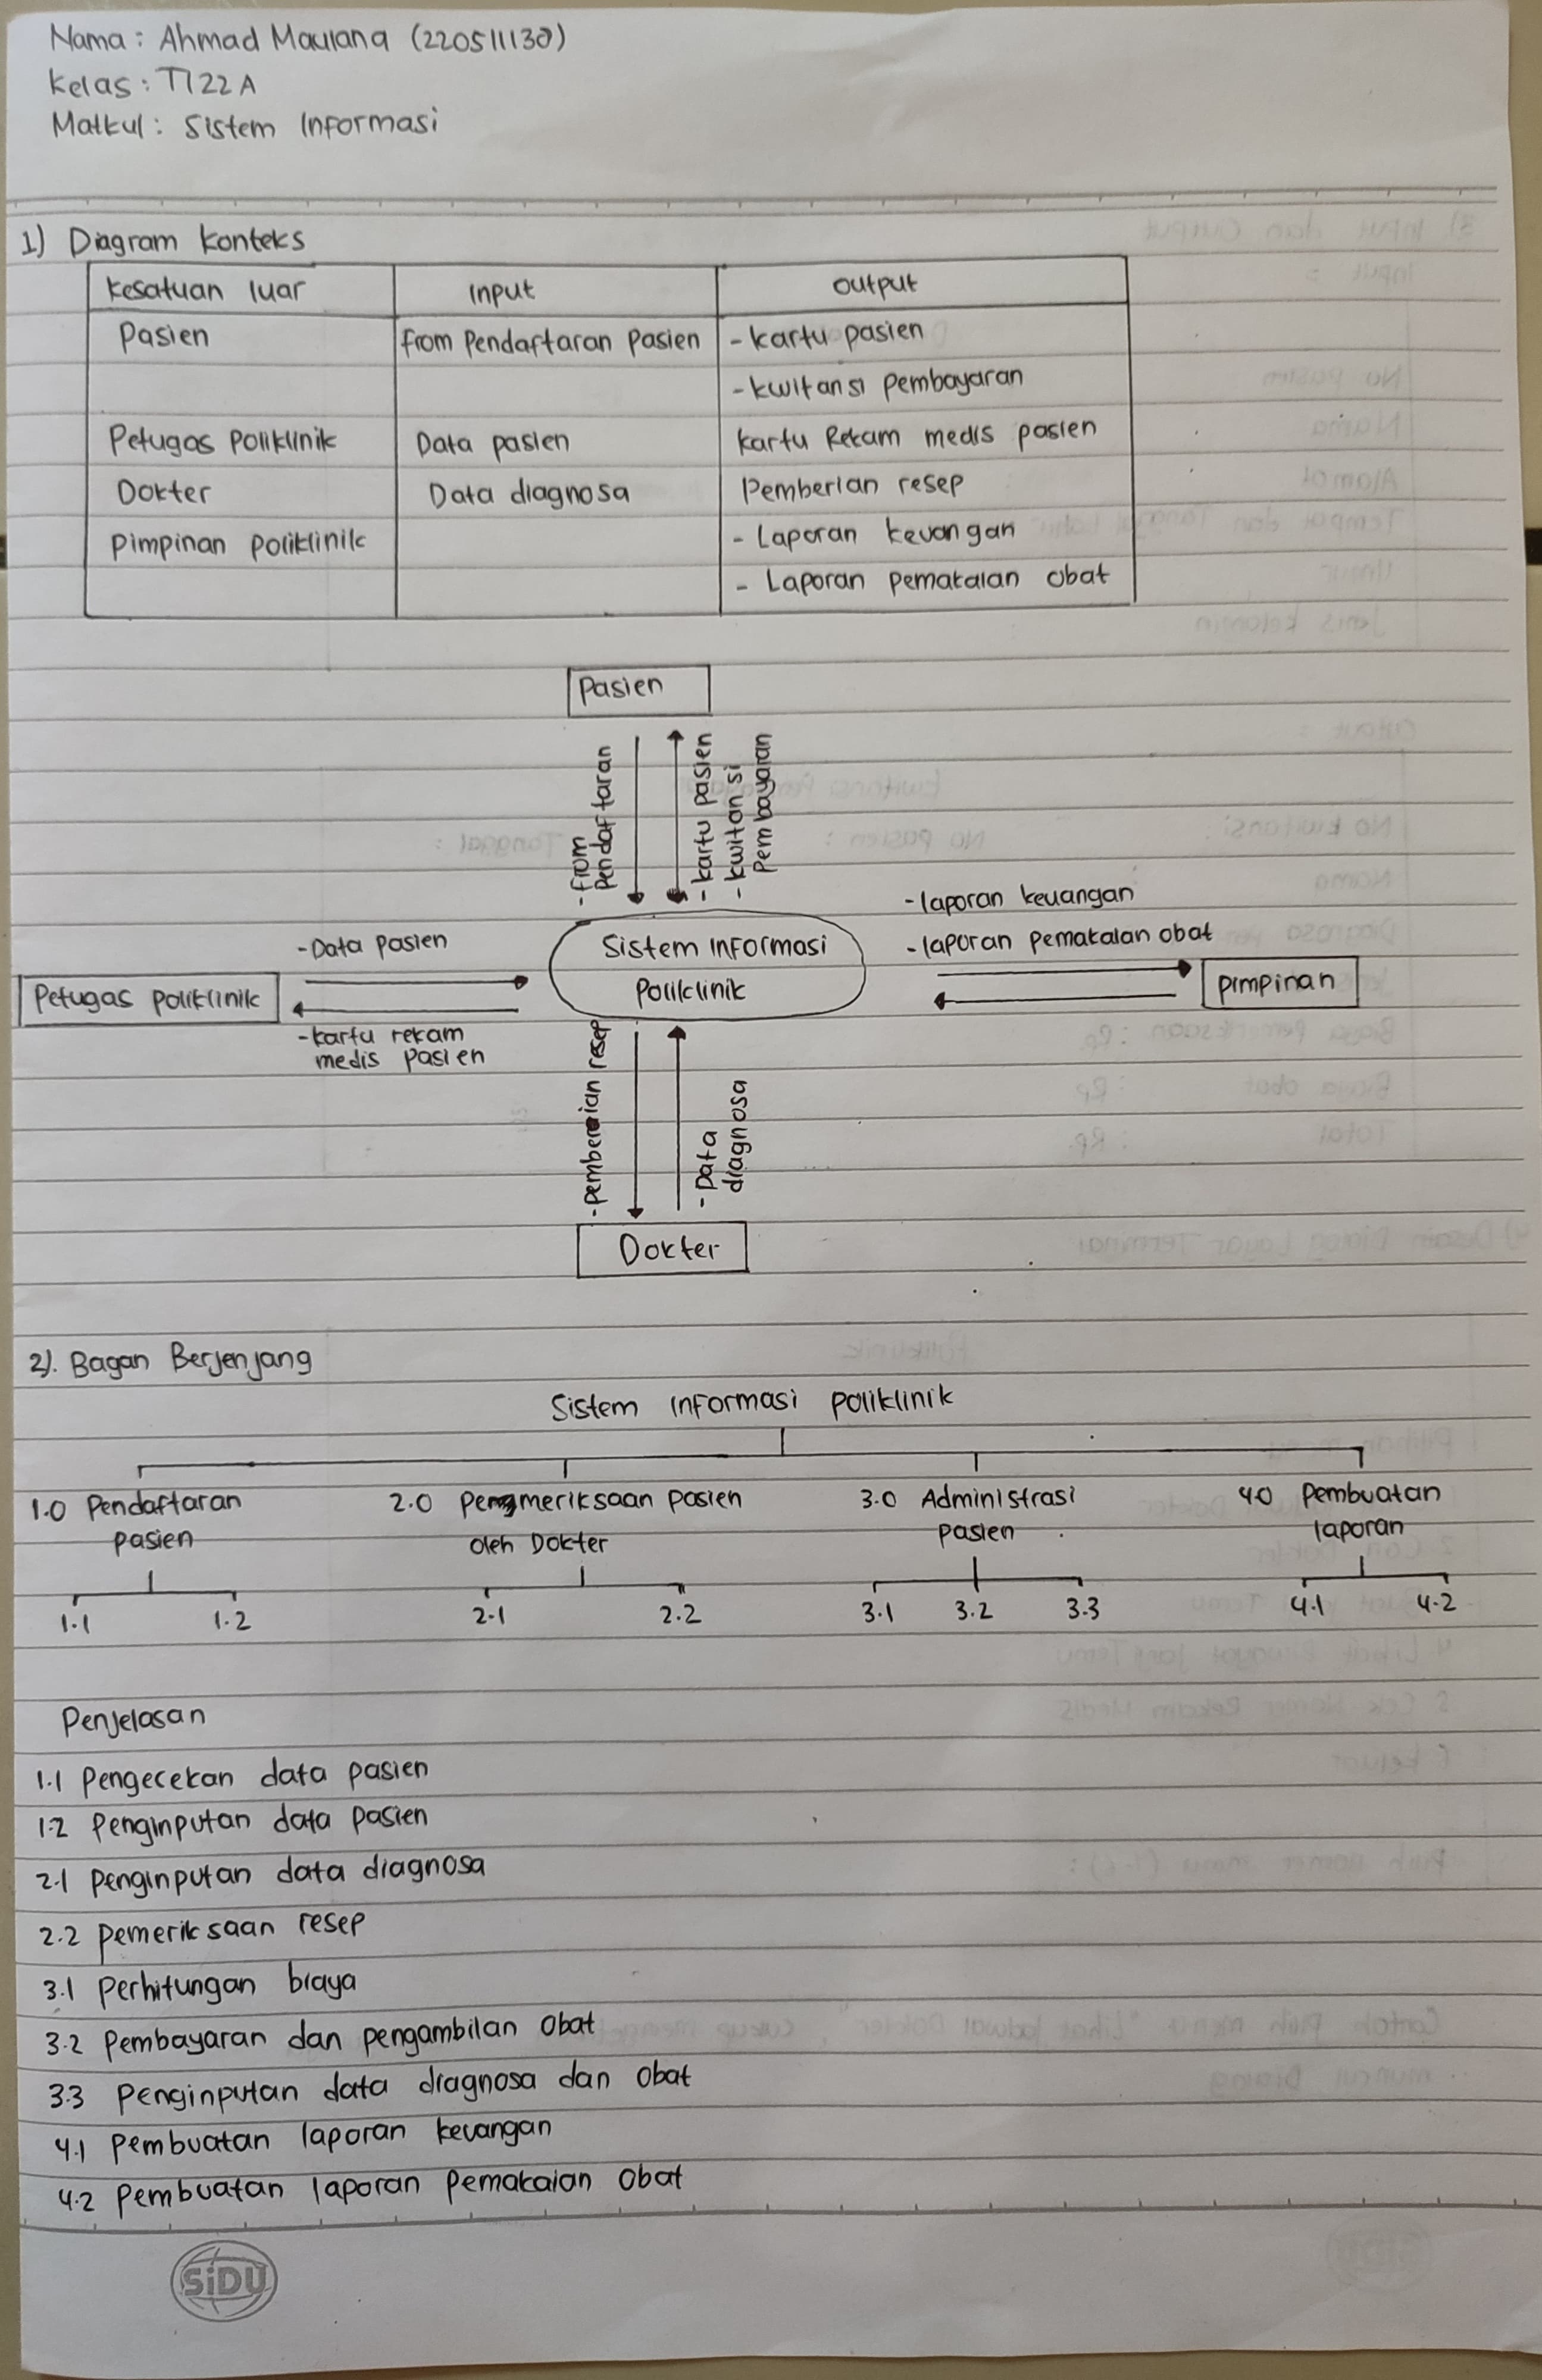 Nama : Ahmad Maulana (220511130)
Kelas : TI22A
Matkul : Sistem Informasi
1) Diagram konteks
Kesatuan luar Input Output
Pasien From Pendaftaran Pasien - kartu pasien
- kwitansi pembayaran
Petugas Poliklinik Data pasien Kartu Rekam medis pasien
Dokter Data diagnosa Pemberian resep
Pimpinan poliklinik - Laporan keuangan
- Laporan pemakaian obat
Pasien
- from
Pendaftaran
- kartu pasien
- kwitansi
Pembayaran
- laporan keuangan
- Data pasien
Sistem Informasi
Poliklinik
- laporan pemakaian obat
Petugas Poliklinik
Pimpinan
- kartu rekam
medis pasien
- pemberian resep
- Data
diagnosa
Dokter
2). Bagan Berjenjang
Sistem Informasi poliklinik
1.0 Pendaftaran 2.0 Pemeriksaan pasien 3.0 Administrasi 4.0 Pembuatan
pasien oleh Dokter pasien laporan
1.1 1.2 2.1 2.2 3.1 3.2 3.3 4.1 4.2
Penjelasan
1.1 Pengecekan data pasien
1.2 Penginputan data pasien
2.1 Penginputan data diagnosa
2.2 Pemeriksaan resep
3.1 Perhitungan biaya
3.2 Pembayaran dan pengambilan obat
3.3 Penginputan data diagnosa dan obat
4.1 Pembuatan laporan keuangan
4.2 Pembuatan laporan pemakaian obat
SiDU